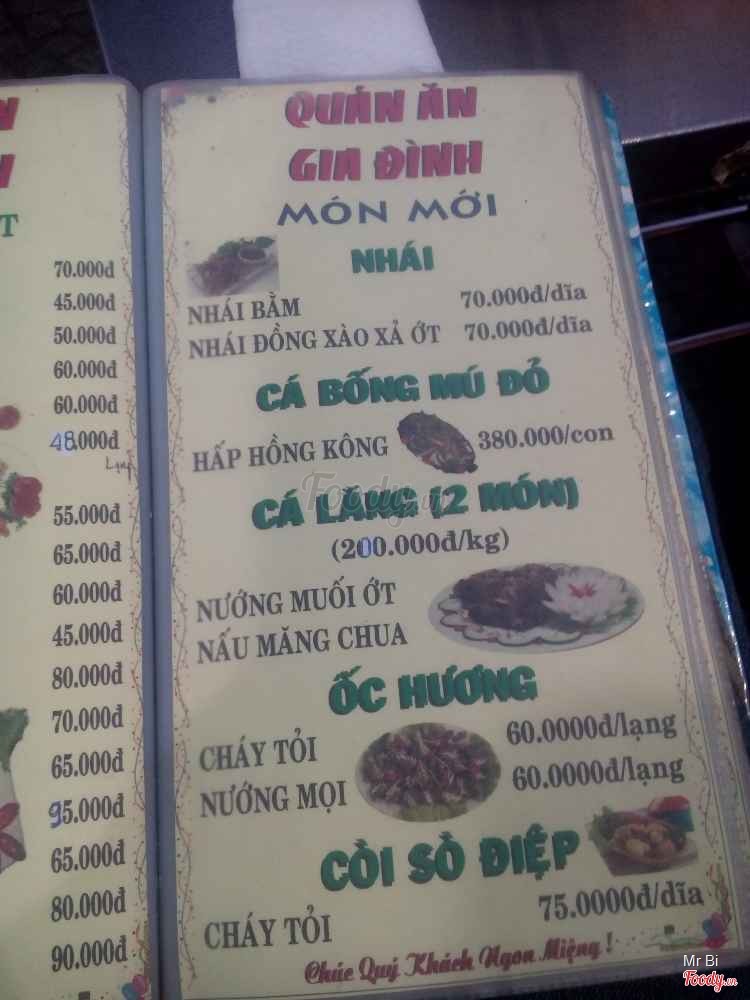 N
H
T
70.000đ
45.000đ
50.000đ
60.000đ
60.000đ
48.000đ
55.000đ
65.000đ
60.000đ
45.000đ
80.000đ
70.000đ
65.000đ
95.000đ
65.000đ
80.000đ
90.000đ
QUÁN ĂN
GIA ĐÌNH
MÓN MỚI
NHÁI
NHÁI BẰM 70.000đ/dĩa
NHÁI ĐỒNG XÀO XẢ ỚT 70.000đ/dĩa
CÁ BỐNG MÚ ĐỎ
HẤP HỒNG KÔNG 380.000/con
CÁ LĂNG (2 MÓN)
(200.000đ/kg)
NƯỚNG MUỐI ỚT
NẤU MĂNG CHUA
ỐC HƯƠNG
CHÁY TỎI 60.0000đ/lạng
NƯỚNG MỌI 60.0000đ/lạng
CÒI SÒ ĐIỆP
CHÁY TỎI 75.0000đ/dĩa
Chúc Quý Khách Ngon Miệng !
Foody.vn
Mr Bi
Foody.vn